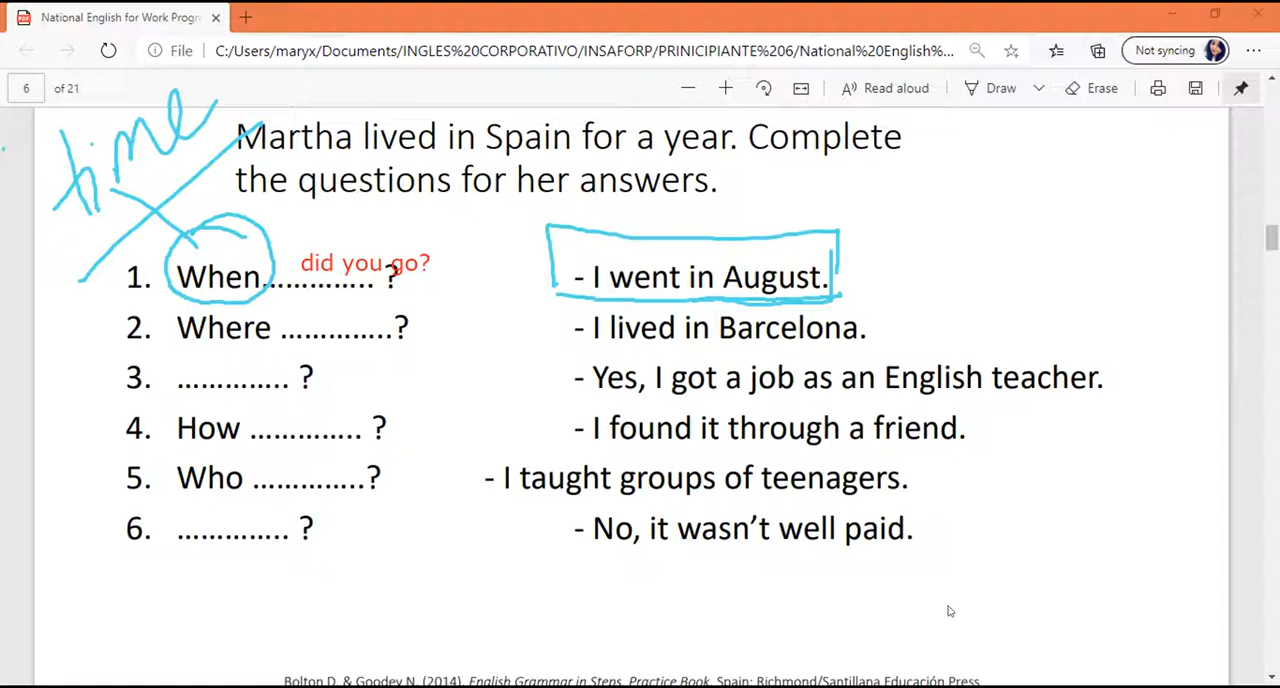 National English for Work Progra
File C:/Users/maryx/Documents/INGLES%20CORPORATIVO/INSAFORP/PRINICIPIANTE%206/National%20English%... Not syncing ...
6 of 21 Read aloud Draw Erase
time
Martha lived in Spain for a year. Complete
the questions for her answers.
did you go?
1. When.............. ? - I went in August.
2. Where ..............? - I lived in Barcelona.
3. .............. ? - Yes, I got a job as an English teacher.
4. How .............. ? - I found it through a friend.
5. Who ..............? - I taught groups of teenagers.
6. .............. ? - No, it wasn't well paid.
Bolton D. & Goodey N. (2014). English Grammar in Steps. Practice Book. Spain: Richmond/Santillana Educación Press